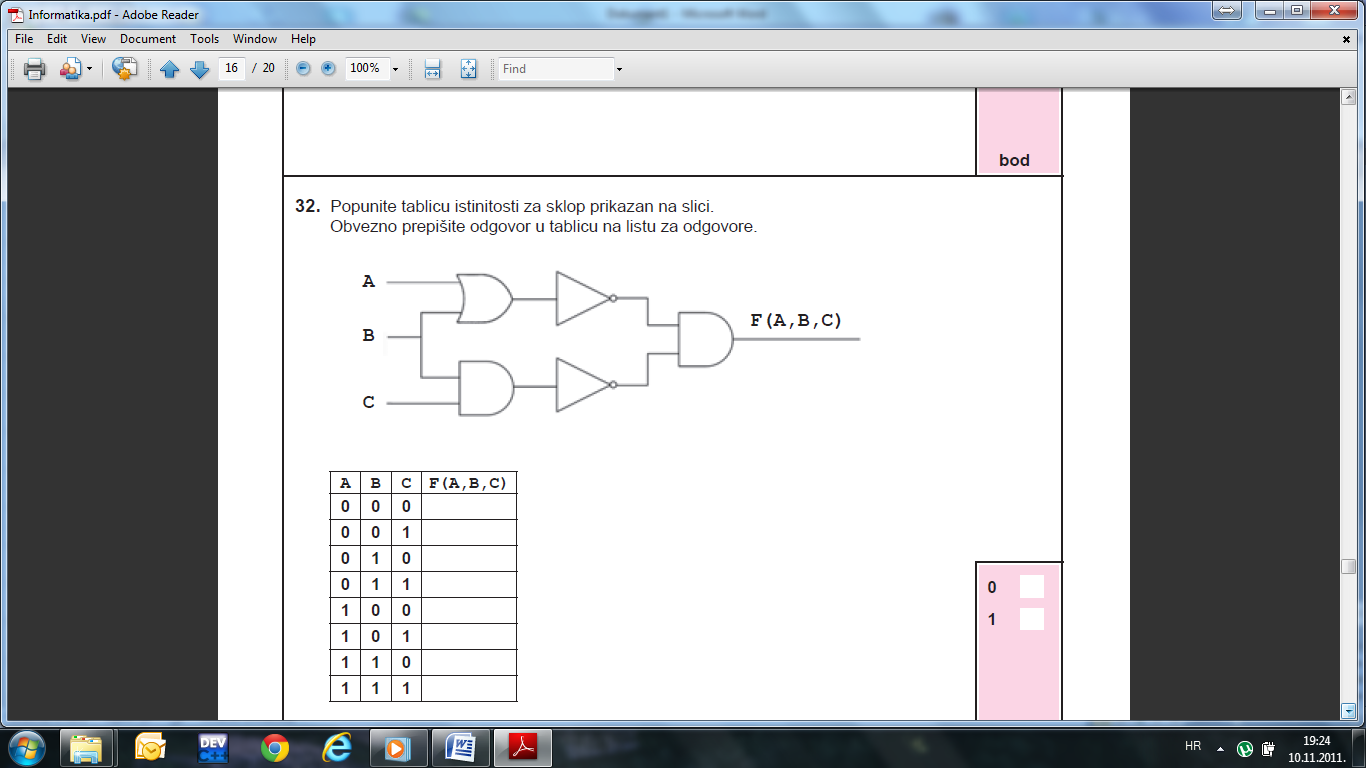 Informatika.pdf - Adobe Reader
File Edit View Document Tools Window Help
16 / 20 100% Find
bod
32. Popunite tablicu istinitosti za sklop prikazan na slici.
Obvezno prepišite odgovor u tablicu na listu za odgovore.
A
B
C
F(A,B,C)
A B C F(A,B,C)
0 0 0
0 0 1
0 1 0
0 1 1
1 0 0
1 0 1
1 1 0
1 1 1
0
1
DEV
C++
HR
19:24
10.11.2011.